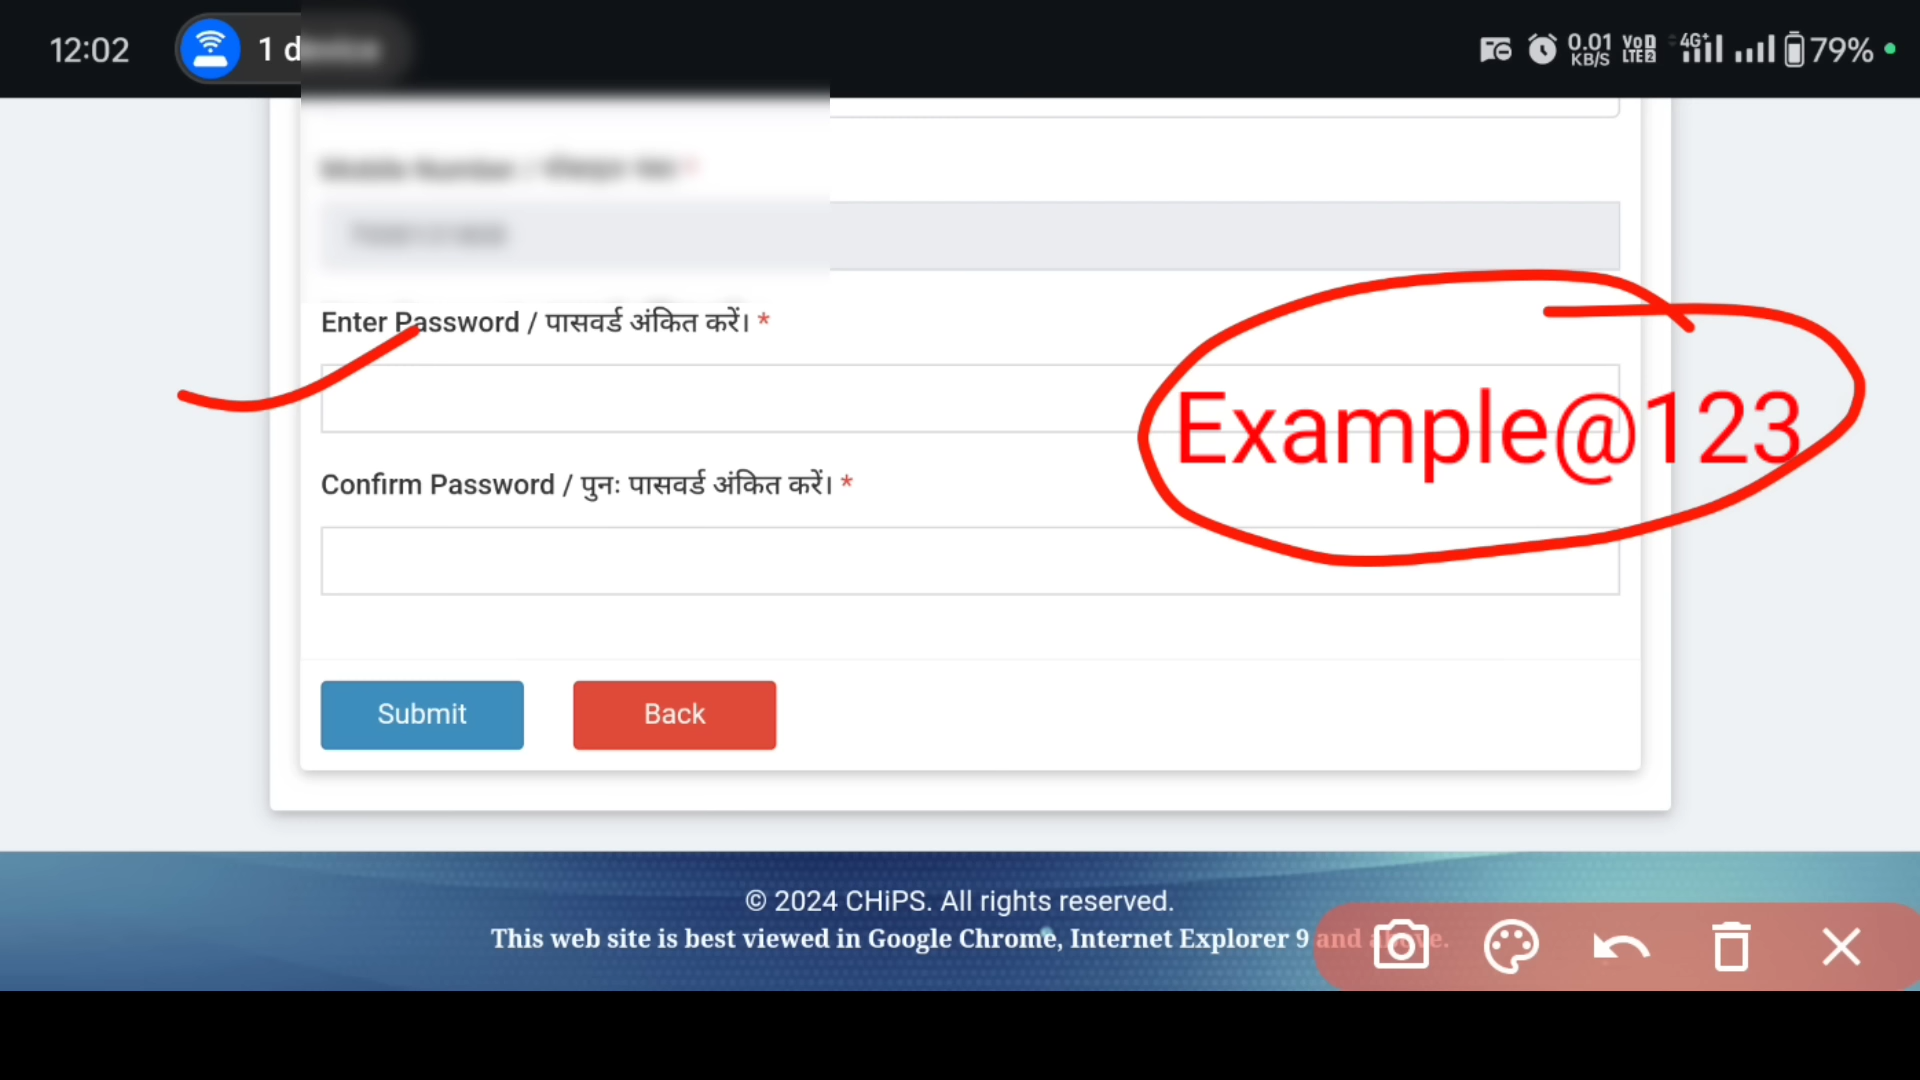 12:02
1 d
0.01 KB/S
VoD LTE2
4G+
79%
Enter Password / पासवर्ड अंकित करें। *
Example@123
Confirm Password / पुनः पासवर्ड अंकित करें। *
Submit
Back
© 2024 CHiPS. All rights reserved.
This web site is best viewed in Google Chrome, Internet Explorer 9 and above.